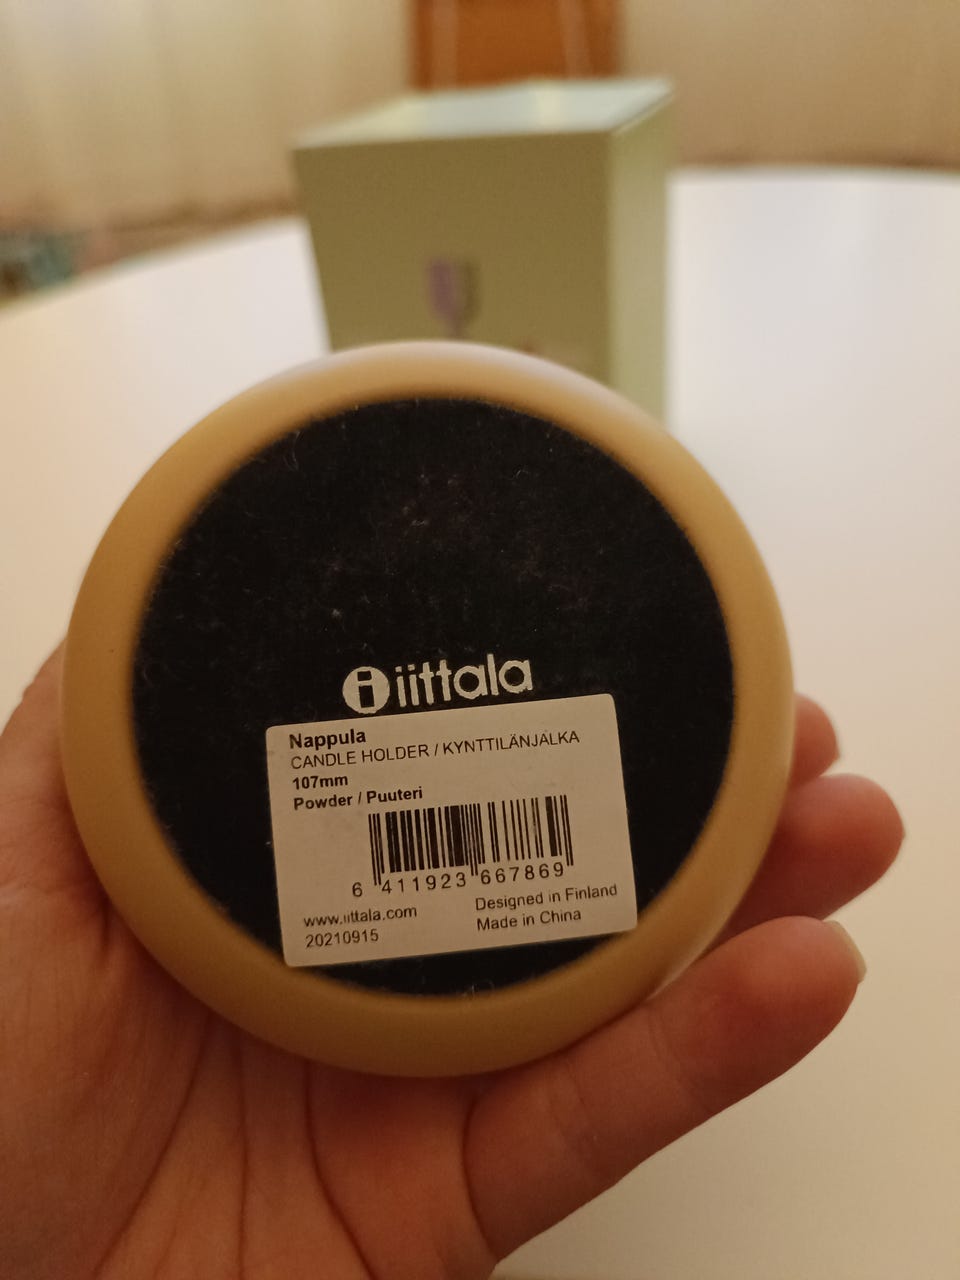 iittala
Nappula
CANDLE HOLDER / KYNTTILÄNJALKA
107mm
Powder / Puuteri
6 411923 667869
www.iittala.com
20210915
Designed in Finland
Made in China